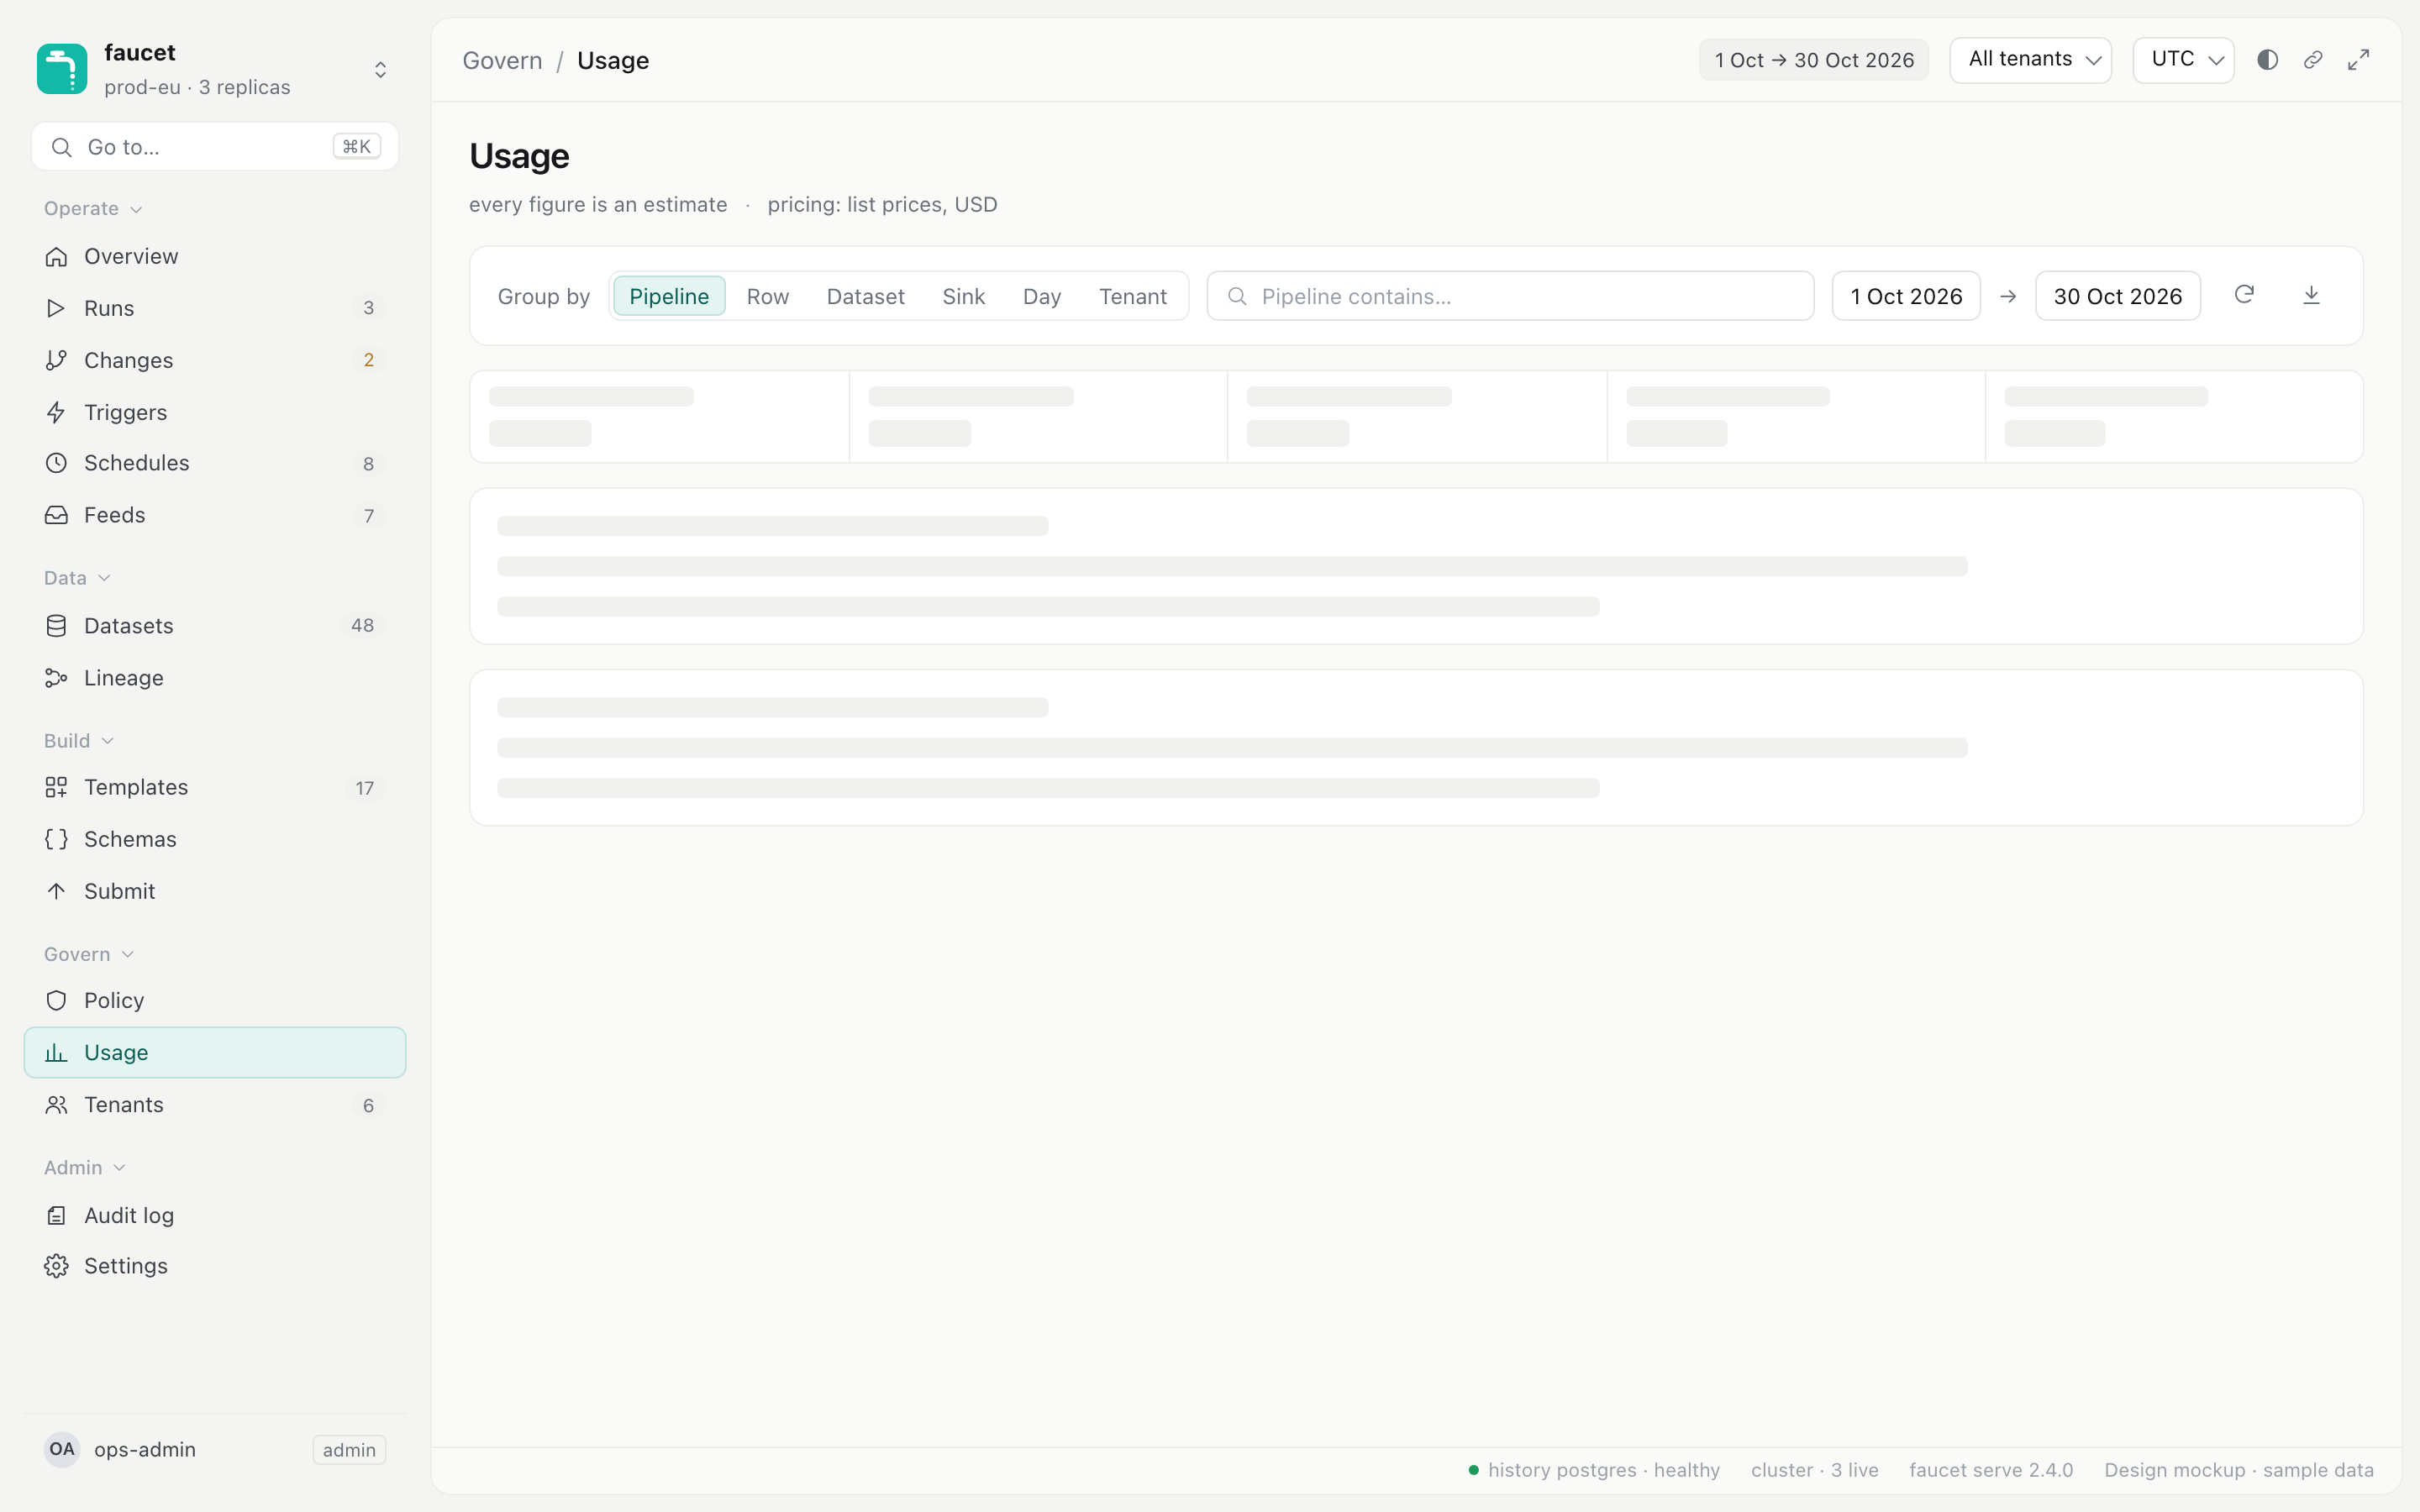 faucet
prod-eu · 3 replicas
Go to...
⌘K
Operate
Overview
Runs 3
Changes 2
Triggers
Schedules 8
Feeds 7
Data
Datasets 48
Lineage
Build
Templates 17
Schemas
Submit
Govern
Policy
Usage
Tenants 6
Admin
Audit log
Settings
OA ops-admin admin
Govern / Usage
1 Oct → 30 Oct 2026
All tenants
UTC
Usage
every figure is an estimate · pricing: list prices, USD
Group by Pipeline Row Dataset Sink Day Tenant
Pipeline contains...
1 Oct 2026 → 30 Oct 2026
history postgres · healthy cluster · 3 live faucet serve 2.4.0 Design mockup · sample data